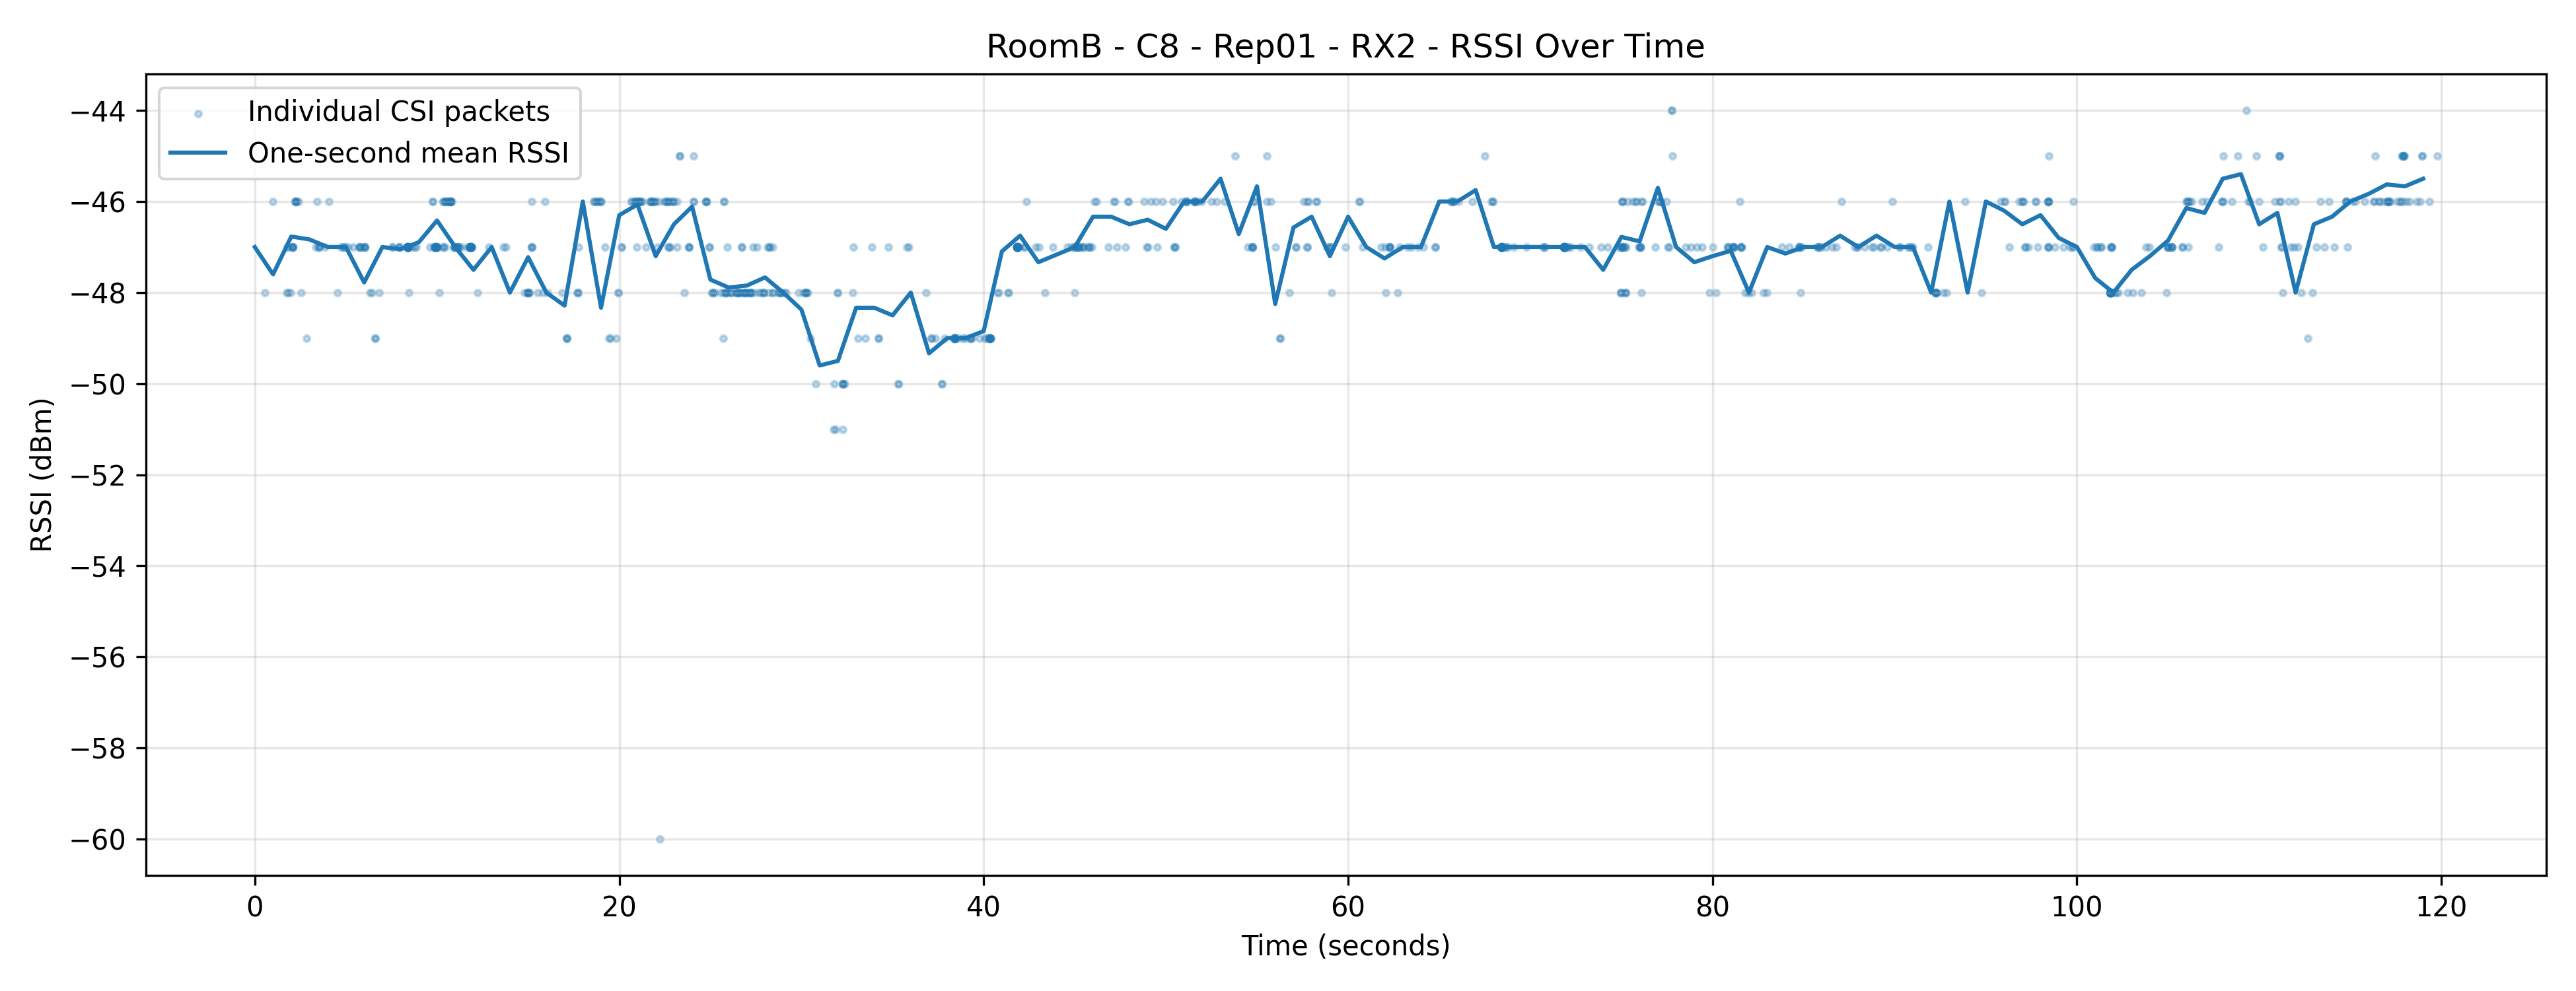 RoomB - C8 - Rep01 - RX2 - RSSI Over Time
Individual CSI packets
One-second mean RSSI
RSSI (dBm)
−44
−46
−48
−50
−52
−54
−56
−58
−60
0 20 40 60 80 100 120
Time (seconds)